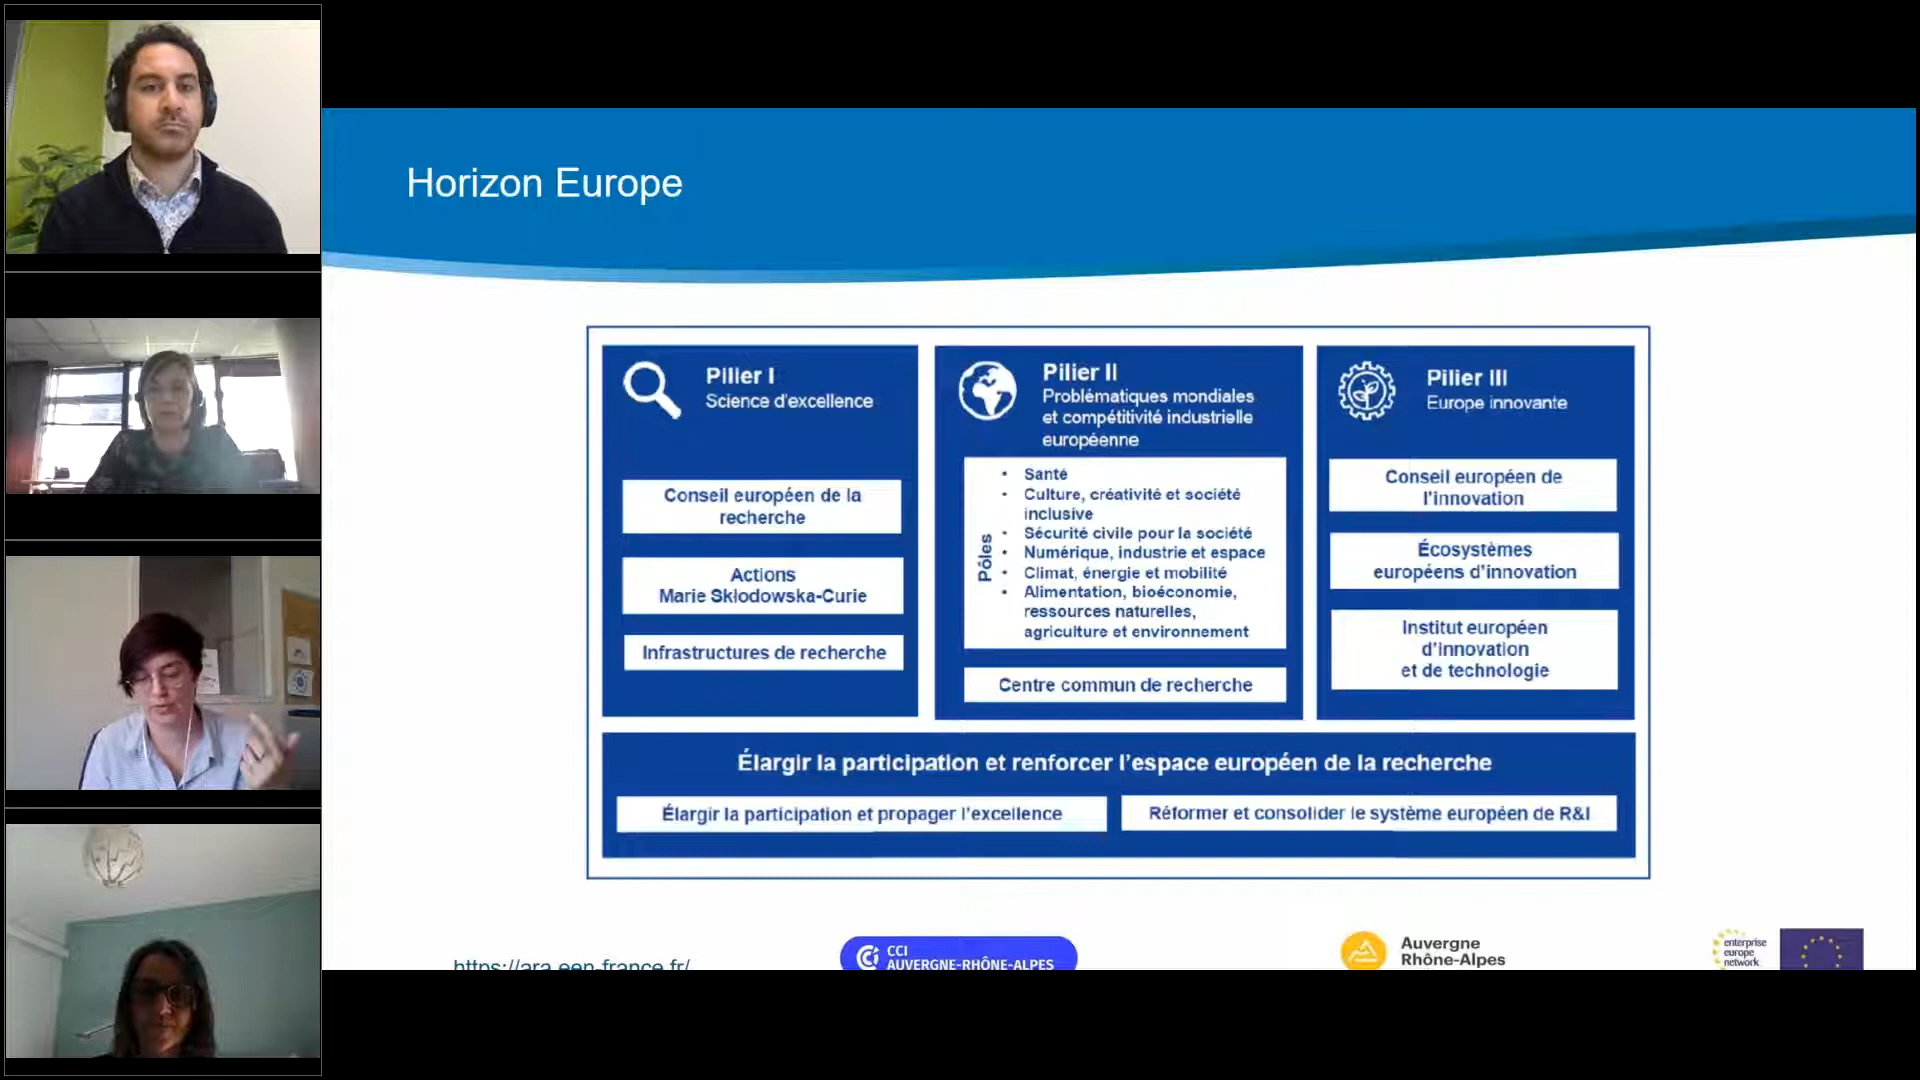 Horizon Europe
Pilier I
Science d'excellence
Conseil européen de la
recherche
Actions
Marie Skłodowska-Curie
Infrastructures de recherche
Pilier II
Problématiques mondiales
et compétitivité industrielle
européenne
Pôles
• Santé
• Culture, créativité et société
inclusive
• Sécurité civile pour la société
• Numérique, industrie et espace
• Climat, énergie et mobilité
• Alimentation, bioéconomie,
ressources naturelles,
agriculture et environnement
Centre commun de recherche
Pilier III
Europe innovante
Conseil européen de
l'innovation
Écosystèmes
européens d'innovation
Institut européen
d'innovation
et de technologie
Élargir la participation et renforcer l'espace européen de la recherche
Élargir la participation et propager l'excellence
Réformer et consolider le système européen de R&I
https://ara.een-france.fr/
CCI
AUVERGNE-RHÔNE-ALPES
Auvergne
Rhône-Alpes
enterprise
europe
network